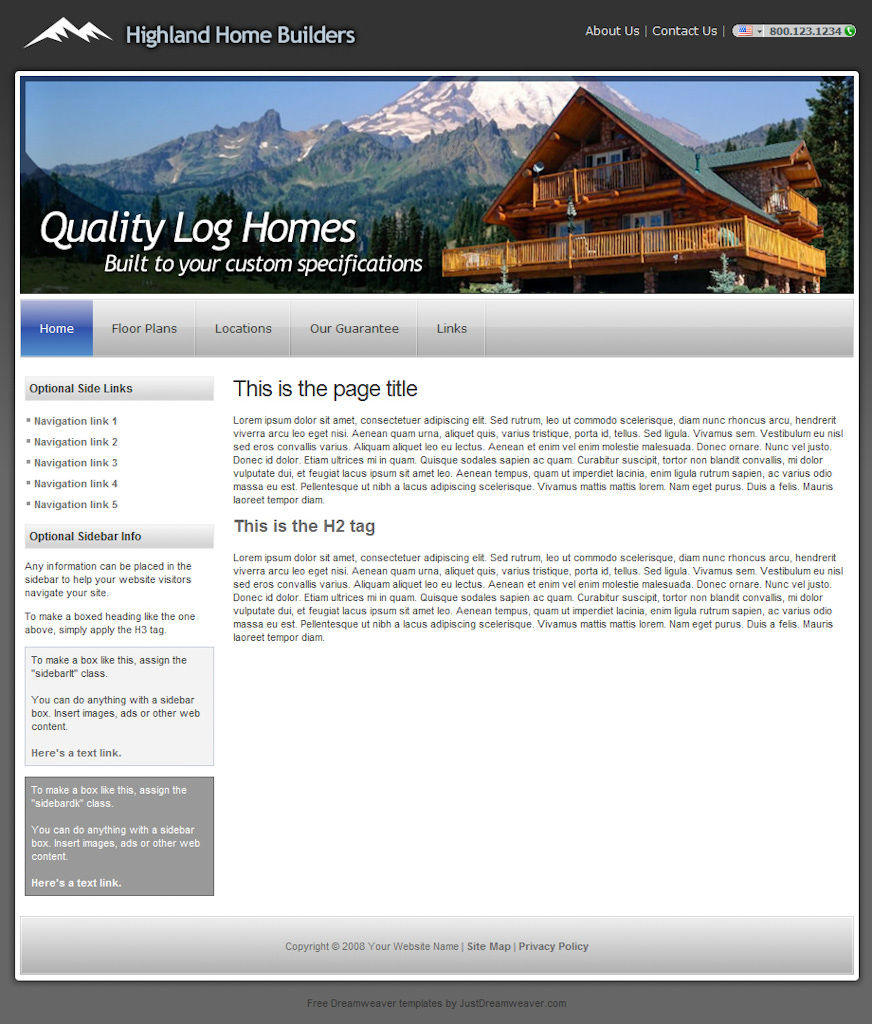 Highland Home Builders
About Us | Contact Us |
800.123.1234
Quality Log Homes
Built to your custom specifications
Home
Floor Plans
Locations
Our Guarantee
Links
Optional Side Links
Navigation link 1
Navigation link 2
Navigation link 3
Navigation link 4
Navigation link 5
Optional Sidebar Info
Any information can be placed in the
sidebar to help your website visitors
navigate your site.
To make a boxed heading like the one
above, simply apply the H3 tag.
To make a box like this, assign the
"sidebarlt" class.
You can do anything with a sidebar
box. Insert images, ads or other web
content.
Here's a text link.
To make a box like this, assign the
"sidebardk" class.
You can do anything with a sidebar
box. Insert images, ads or other web
content.
Here's a text link.
This is the page title
Lorem ipsum dolor sit amet, consectetuer adipiscing elit. Sed rutrum, leo ut commodo scelerisque, diam nunc rhoncus arcu, hendrerit
viverra arcu leo eget nisi. Aenean quam urna, aliquet quis, varius tristique, porta id, tellus. Sed ligula. Vivamus sem. Vestibulum eu nisl
sed eros convallis varius. Aliquam aliquet leo eu lectus. Aenean et enim vel enim molestie malesuada. Donec ornare. Nunc vel justo.
Donec id dolor. Etiam ultrices mi in quam. Quisque sodales sapien ac quam. Curabitur suscipit, tortor non blandit convallis, mi dolor
vulputate dui, et feugiat lacus ipsum sit amet leo. Aenean tempus, quam ut imperdiet lacinia, enim ligula rutrum sapien, ac varius odio
massa eu est. Pellentesque ut nibh a lacus adipiscing scelerisque. Vivamus mattis mattis lorem. Nam eget purus. Duis a felis. Mauris
laoreet tempor diam.
This is the H2 tag
Lorem ipsum dolor sit amet, consectetuer adipiscing elit. Sed rutrum, leo ut commodo scelerisque, diam nunc rhoncus arcu, hendrerit
viverra arcu leo eget nisi. Aenean quam urna, aliquet quis, varius tristique, porta id, tellus. Sed ligula. Vivamus sem. Vestibulum eu nisl
sed eros convallis varius. Aliquam aliquet leo eu lectus. Aenean et enim vel enim molestie malesuada. Donec ornare. Nunc vel justo.
Donec id dolor. Etiam ultrices mi in quam. Quisque sodales sapien ac quam. Curabitur suscipit, tortor non blandit convallis, mi dolor
vulputate dui, et feugiat lacus ipsum sit amet leo. Aenean tempus, quam ut imperdiet lacinia, enim ligula rutrum sapien, ac varius odio
massa eu est. Pellentesque ut nibh a lacus adipiscing scelerisque. Vivamus mattis mattis lorem. Nam eget purus. Duis a felis. Mauris
laoreet tempor diam.
Copyright © 2008 Your Website Name | Site Map | Privacy Policy
Free Dreamweaver templates by JustDreamweaver.com